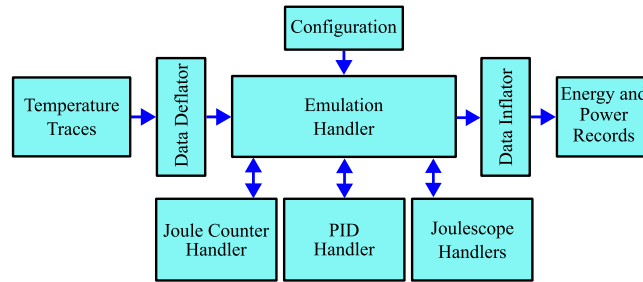 Configuration
Temperature
Traces
Data Deflator
Emulation
Handler
Data Inflator
Energy and
Power
Records
Joule Counter
Handler
PID
Handler
Joulescope
Handlers